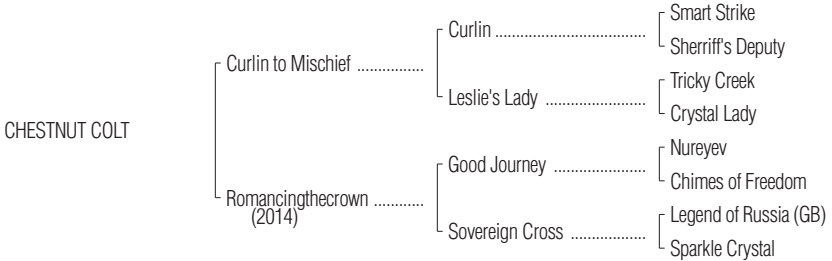 Smart Strike
Curlin ....................................
Sherriff's Deputy
Curlin to Mischief ................
Tricky Creek
Leslie's Lady ........................
Crystal Lady
CHESTNUT COLT
Nureyev
Good Journey ......................
Chimes of Freedom
Romancingthecrown ............
(2014)
Legend of Russia (GB)
Sovereign Cross ..................
Sparkle Crystal